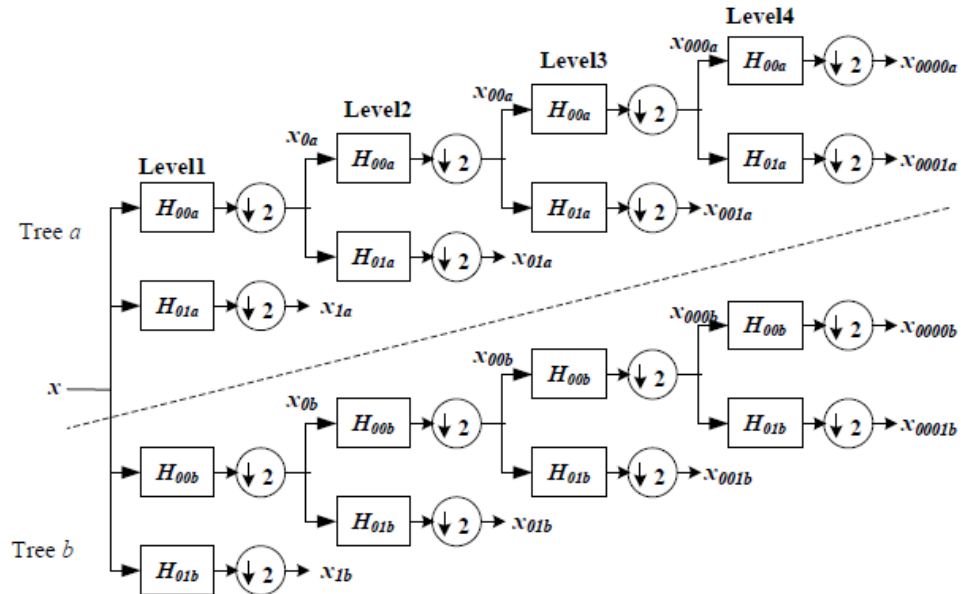 Level4
x000a
H00a
↓ 2
x0000a
Level3
x00a
H00a
↓ 2
Level2
x0a
H00a
↓ 2
H01a
↓ 2
x0001a
Level1
H00a
↓ 2
H01a
↓ 2
x001a
Tree a
H01a
↓ 2
x01a
H01a
↓ 2
x1a
x000b
H00b
↓ 2
x0000b
x
x00b
H00b
↓ 2
x0b
H00b
↓ 2
H01b
↓ 2
x0001b
H00b
↓ 2
H01b
↓ 2
x001b
H01b
↓ 2
x01b
Tree b
H01b
↓ 2
x1b